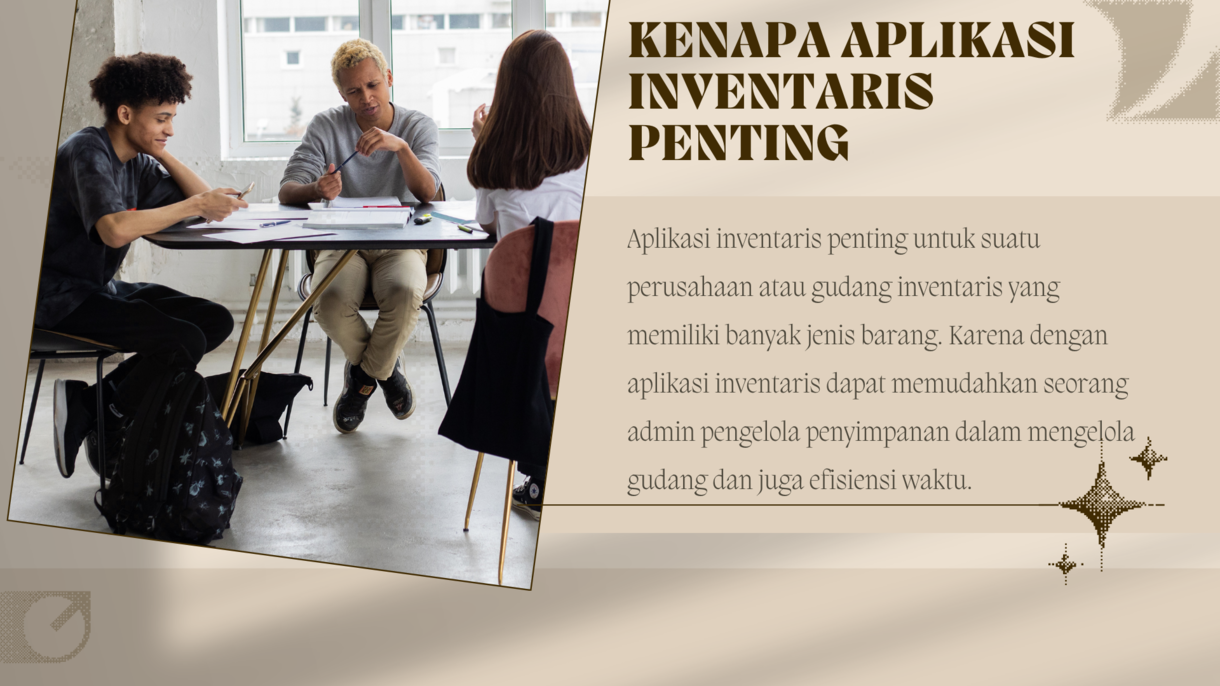 KENAPA APLIKASI
INVENTARIS
PENTING
Aplikasi inventaris penting untuk suatu
perusahaan atau gudang inventaris yang
memiliki banyak jenis barang. Karena dengan
aplikasi inventaris dapat memudahkan seorang
admin pengelola penyimpanan dalam mengelola
gudang dan juga efisiensi waktu.